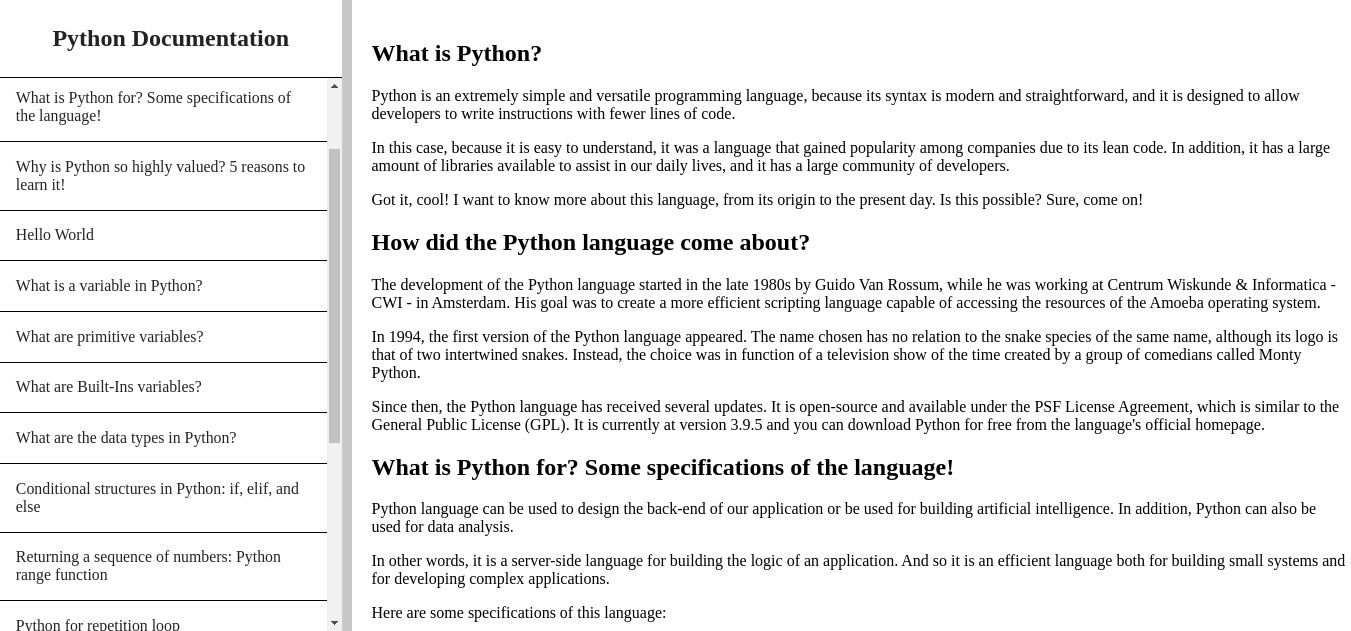 Python Documentation
What is Python for? Some specifications of
the language!
Why is Python so highly valued? 5 reasons to
learn it!
Hello World
What is a variable in Python?
What are primitive variables?
What are Built-Ins variables?
What are the data types in Python?
Conditional structures in Python: if, elif, and
else
Returning a sequence of numbers: Python
range function
Python for repetition loop
What is Python?
Python is an extremely simple and versatile programming language, because its syntax is modern and straightforward, and it is designed to allow
developers to write instructions with fewer lines of code.
In this case, because it is easy to understand, it was a language that gained popularity among companies due to its lean code. In addition, it has a large
amount of libraries available to assist in our daily lives, and it has a large community of developers.
Got it, cool! I want to know more about this language, from its origin to the present day. Is this possible? Sure, come on!
How did the Python language come about?
The development of the Python language started in the late 1980s by Guido Van Rossum, while he was working at Centrum Wiskunde & Informatica -
CWI - in Amsterdam. His goal was to create a more efficient scripting language capable of accessing the resources of the Amoeba operating system.
In 1994, the first version of the Python language appeared. The name chosen has no relation to the snake species of the same name, although its logo is
that of two intertwined snakes. Instead, the choice was in function of a television show of the time created by a group of comedians called Monty
Python.
Since then, the Python language has received several updates. It is open-source and available under the PSF License Agreement, which is similar to the
General Public License (GPL). It is currently at version 3.9.5 and you can download Python for free from the language's official homepage.
What is Python for? Some specifications of the language!
Python language can be used to design the back-end of our application or be used for building artificial intelligence. In addition, Python can also be
used for data analysis.
In other words, it is a server-side language for building the logic of an application. And so it is an efficient language both for building small systems and
for developing complex applications.
Here are some specifications of this language: